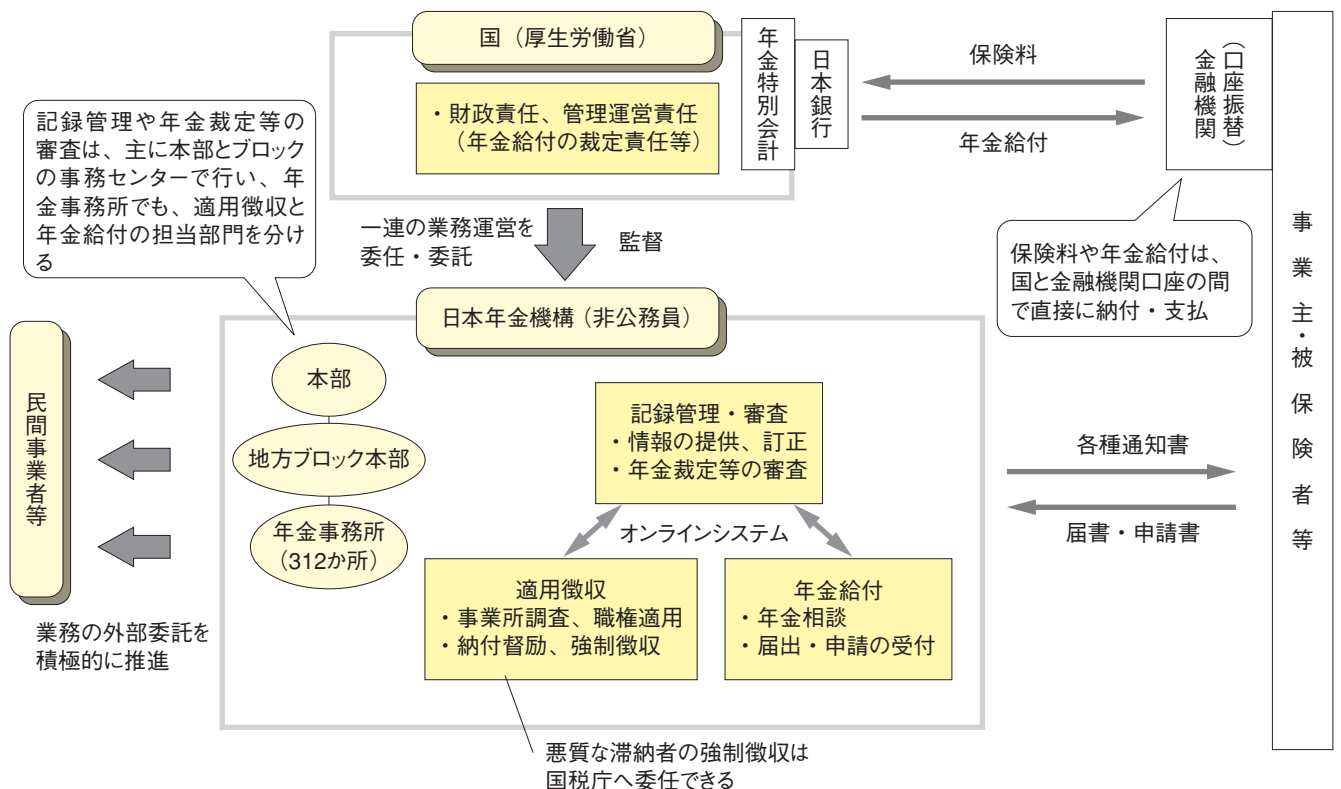 国（厚生労働省）
・財政責任、管理運営責任
（年金給付の裁定責任等）
年金特別会計
日本銀行
保険料
年金給付
（口座振替）
金融機関
事業主・被保険者等
記録管理や年金裁定等の
審査は、主に本部とブロック
の事務センターで行い、年
金事務所でも、適用徴収と
年金給付の担当部門を分け
る
一連の業務運営を
委任・委託
監督
保険料や年金給付は、
国と金融機関口座の間
で直接に納付・支払
日本年金機構（非公務員）
民間事業者等
本部
地方ブロック本部
年金事務所
（312か所）
記録管理・審査
・情報の提供、訂正
・年金裁定等の審査
オンラインシステム
適用徴収
・事業所調査、職権適用
・納付督励、強制徴収
年金給付
・年金相談
・届出・申請の受付
各種通知書
届書・申請書
業務の外部委託を
積極的に推進
悪質な滞納者の強制徴収は
国税庁へ委任できる